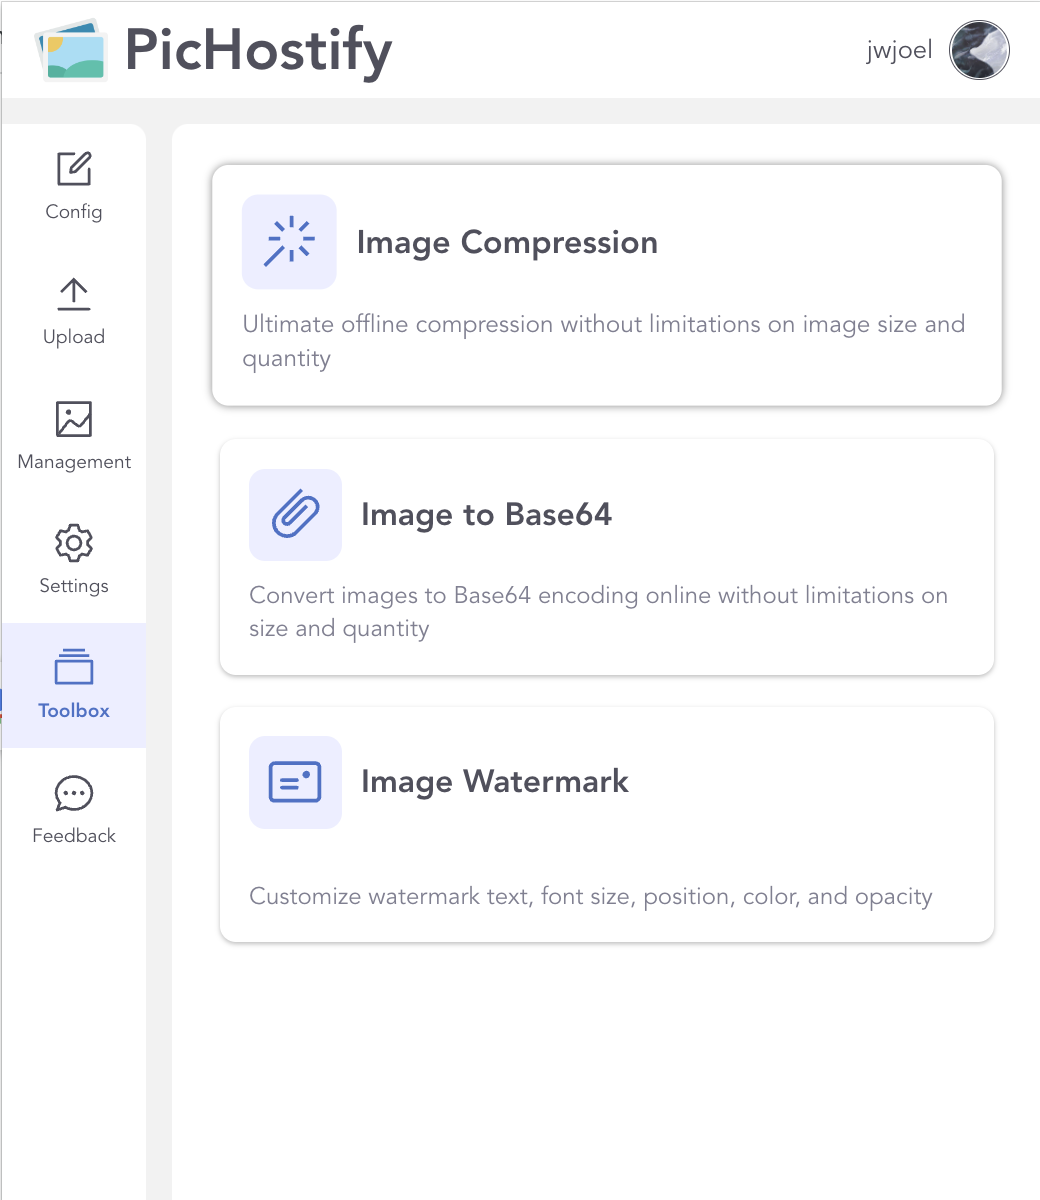 PicHostify
jwjoel
Config
Upload
Management
Settings
Toolbox
Feedback
Image Compression
Ultimate offline compression without limitations on image size and
quantity
Image to Base64
Convert images to Base64 encoding online without limitations on
size and quantity
Image Watermark
Customize watermark text, font size, position, color, and opacity